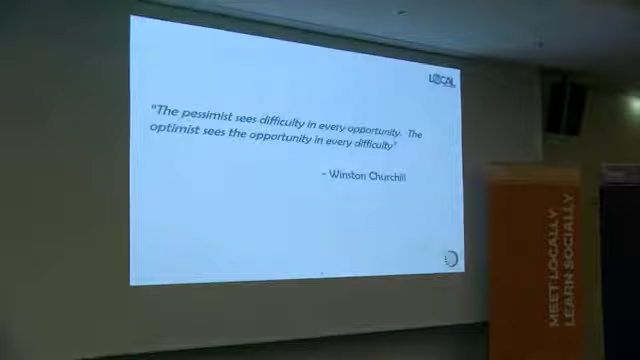 LOCAL
"The pessimist sees difficulty in every opportunity. The
optimist sees the opportunity in every difficulty"
- Winston Churchill
MEET LOCALLY
LEARN SOCIALLY